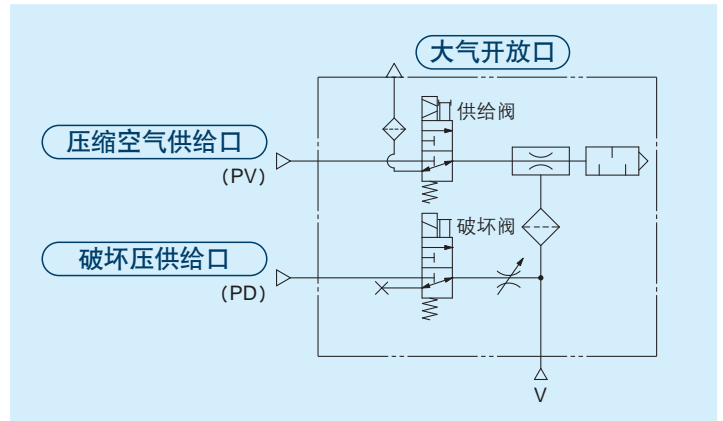 大气开放口
供给阀
压缩空气供给口
(PV)
破坏阀
破坏压供给口
(PD)
V